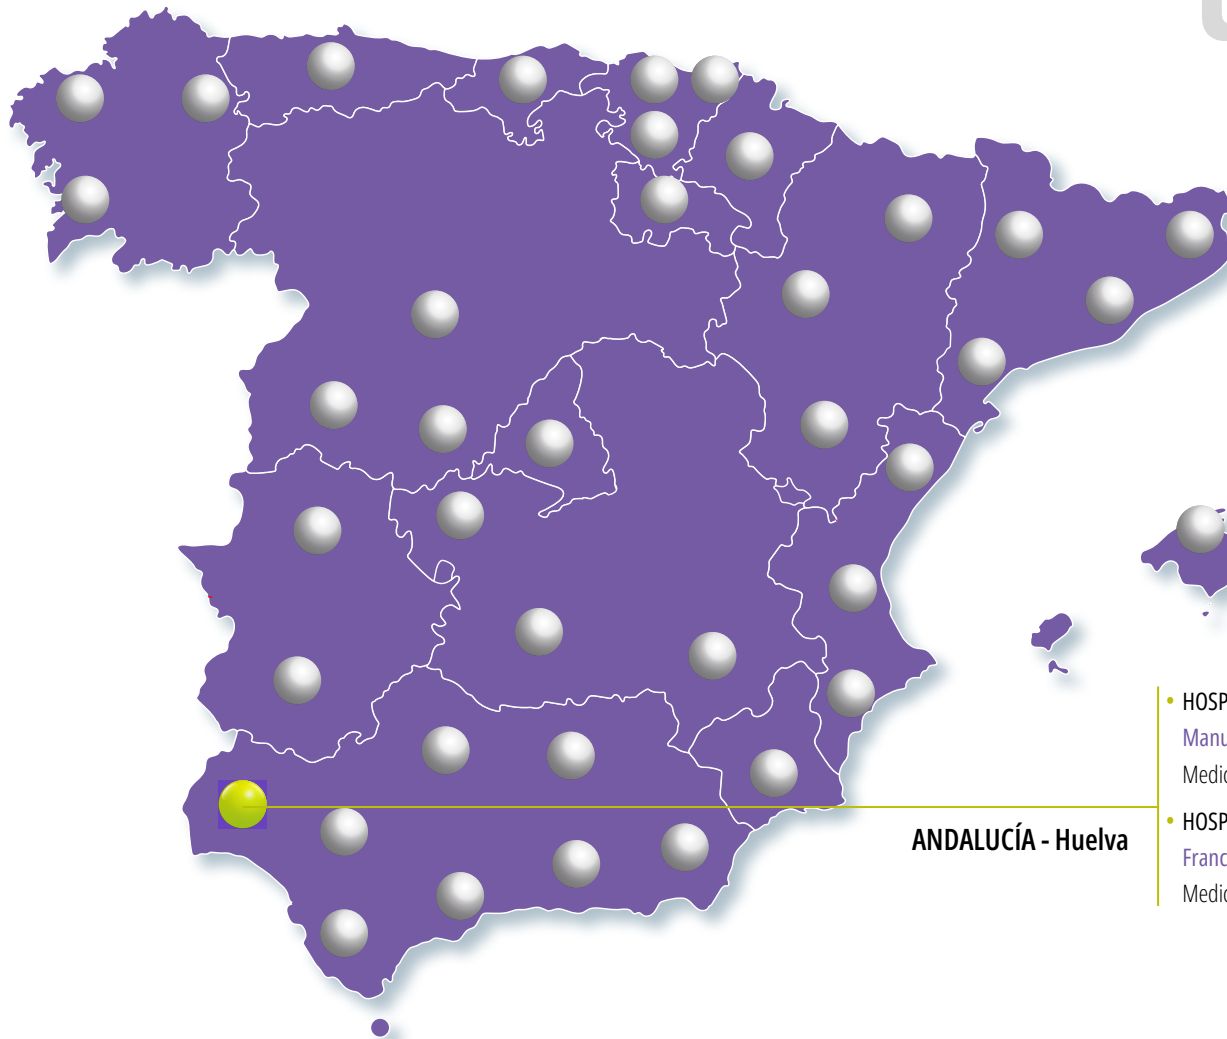 • HOSP
Manu
Medic
ANDALUCÍA - Huelva
• HOSP
Franc
Medic